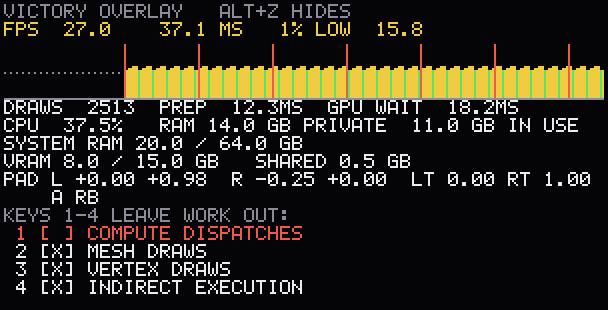 VICTORY OVERLAY ALT+Z HIDES
FPS 27.0 37.1 MS 1% LOW 15.8
DRAWS 2513 PREP 12.3MS GPU WAIT 18.2MS
CPU 37.5% RAM 14.0 GB PRIVATE 11.0 GB IN USE
SYSTEM RAM 20.0 / 64.0 GB
VRAM 8.0 / 15.0 GB SHARED 0.5 GB
PAD L +0.00 +0.98 R -0.25 +0.00 LT 0.00 RT 1.00
A RB
KEYS 1-4 LEAVE WORK OUT:
1 [ ] COMPUTE DISPATCHES
2 [X] MESH DRAWS
3 [X] VERTEX DRAWS
4 [X] INDIRECT EXECUTION